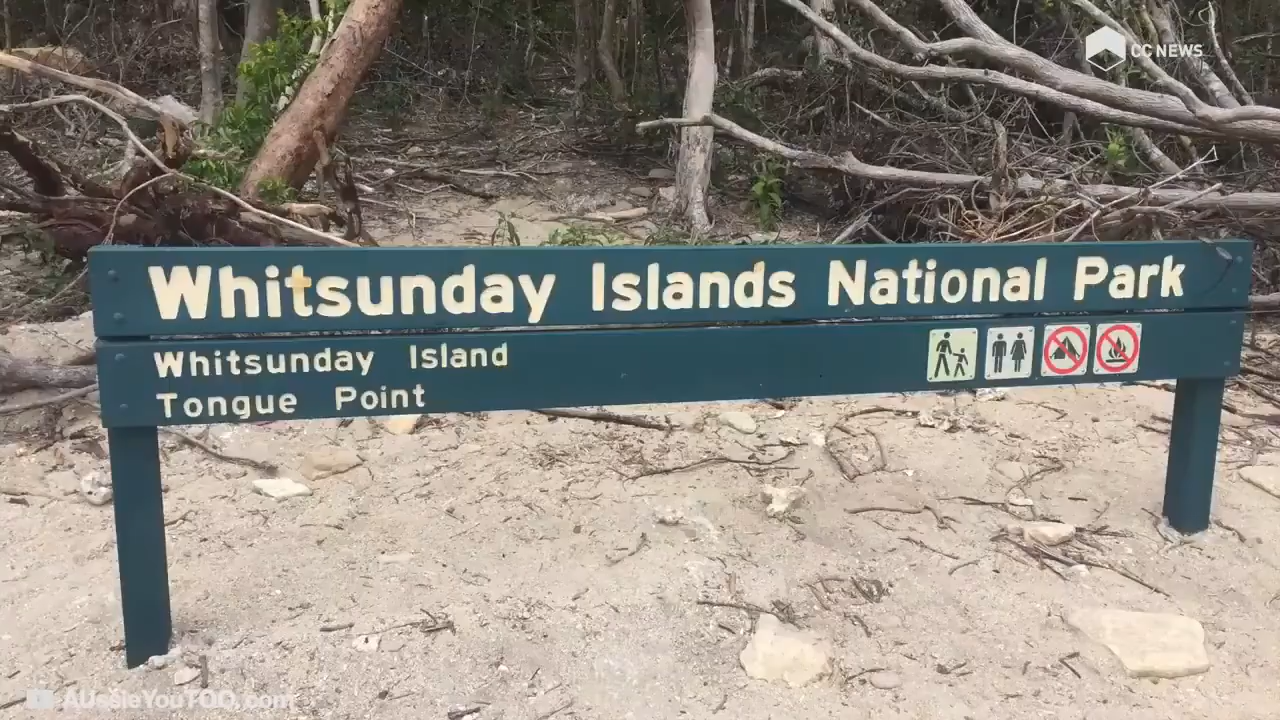 CC NEWS
Whitsunday Islands National Park
Whitsunday Island
Tongue Point
AussieYouTOO.com